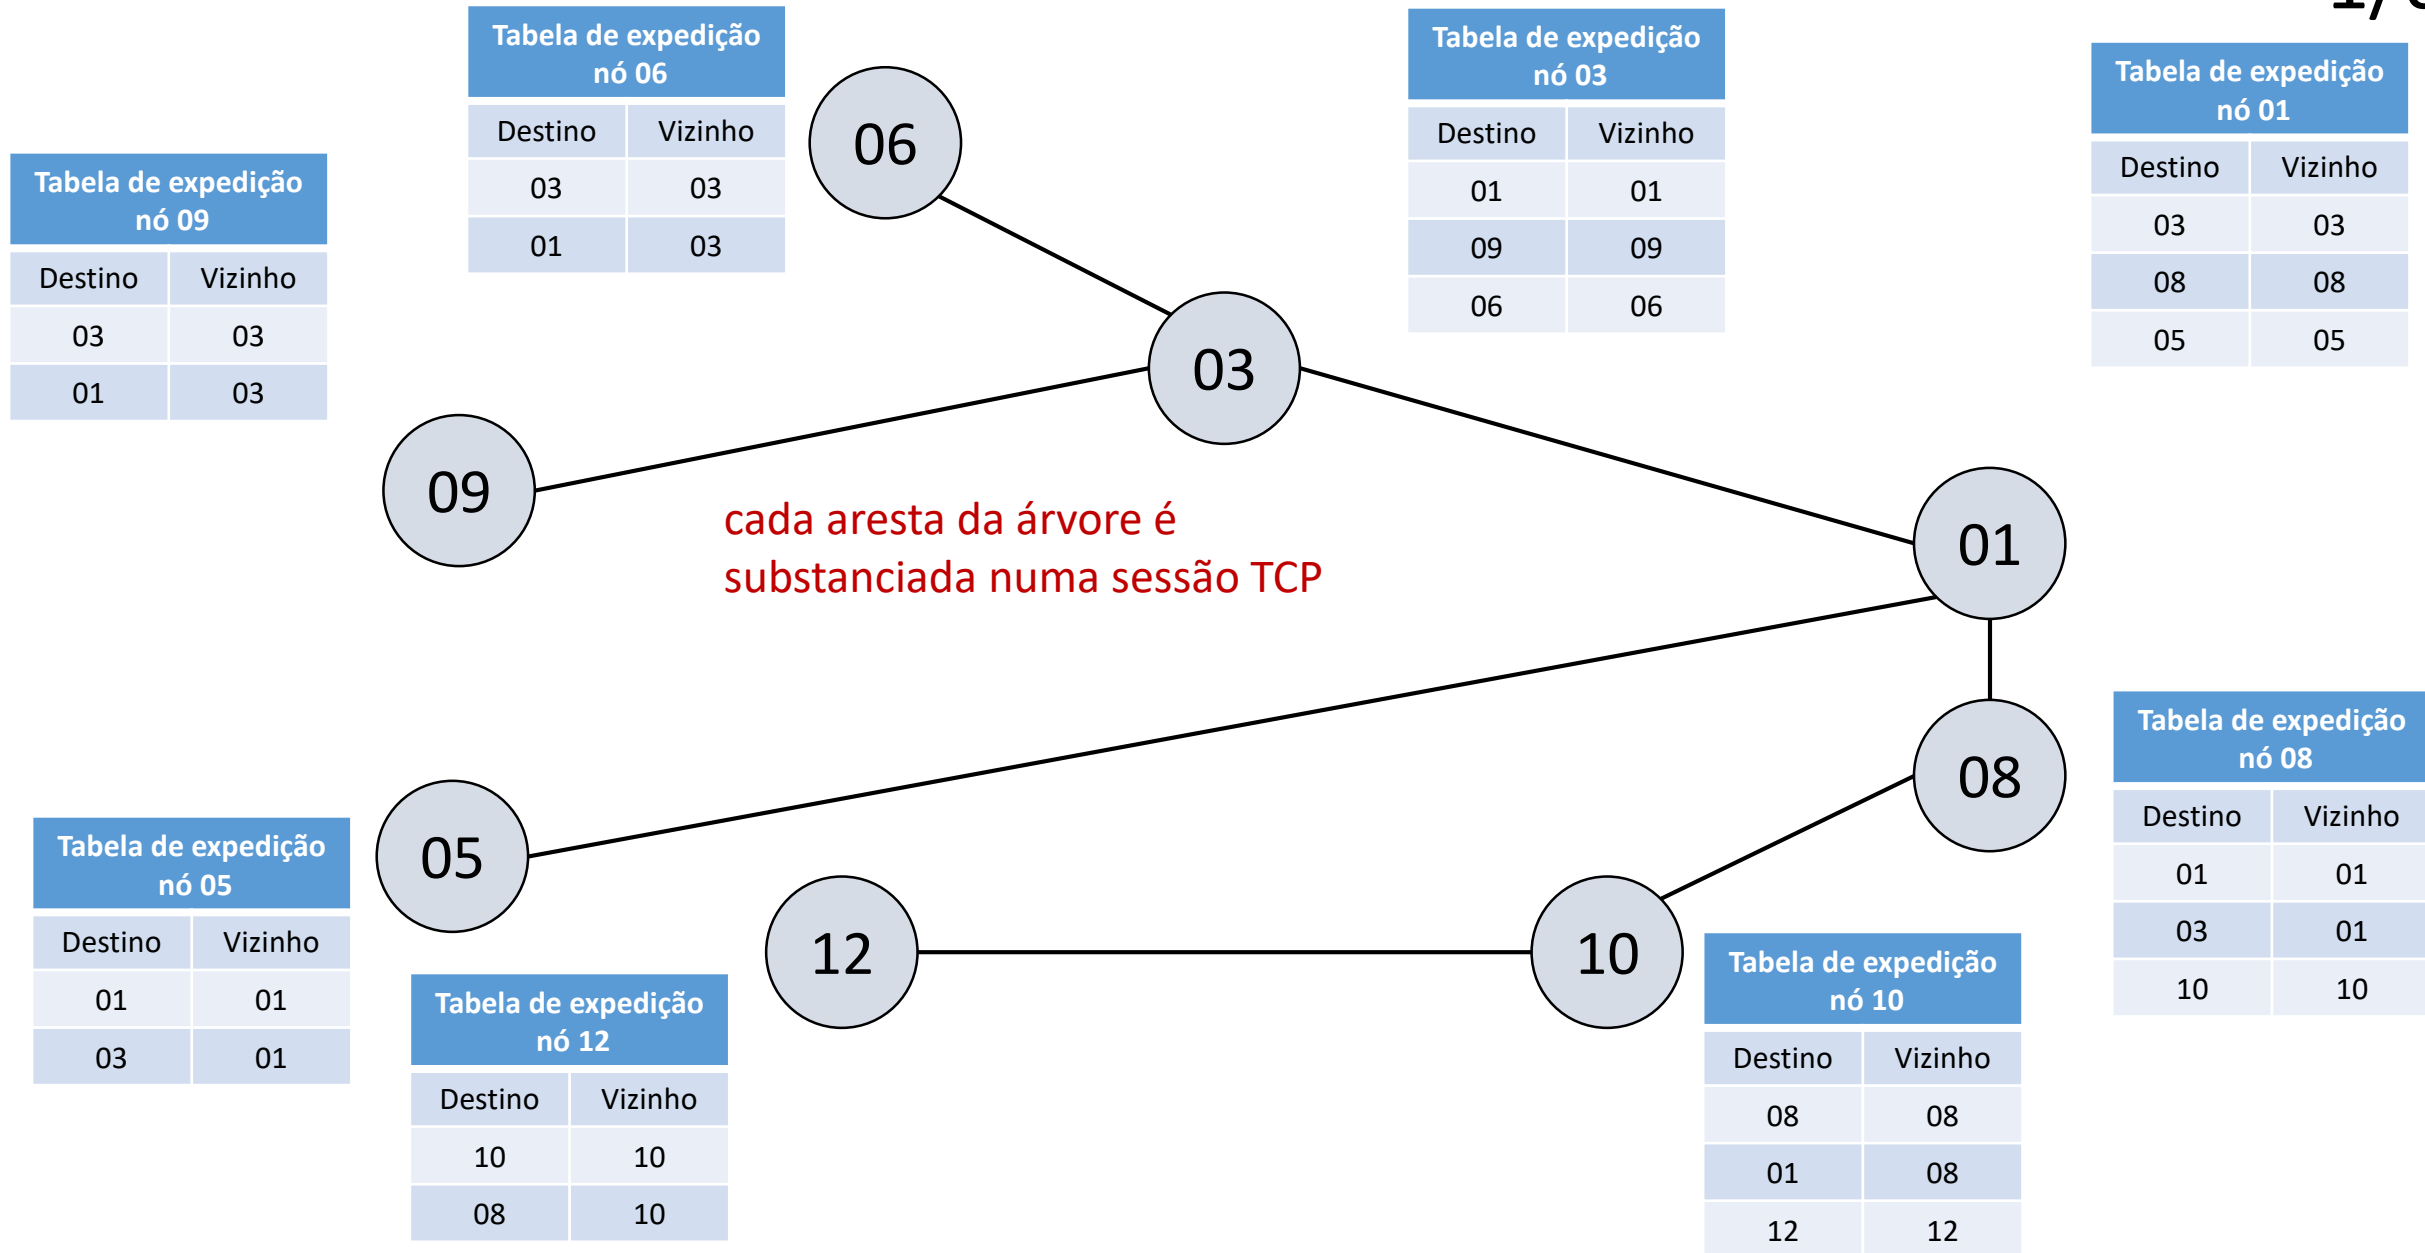 Tabela de expedição
nó 06
Destino Vizinho
03 03
01 03
Tabela de expedição
nó 03
Destino Vizinho
01 01
09 09
06 06
Tabela de expedição
nó 01
Destino Vizinho
03 03
08 08
05 05
Tabela de expedição
nó 09
Destino Vizinho
03 03
01 03
06
03
09
01
cada aresta da árvore é
substanciada numa sessão TCP
08
05
12
10
Tabela de expedição
nó 08
Destino Vizinho
01 01
03 01
10 10
Tabela de expedição
nó 05
Destino Vizinho
01 01
03 01
Tabela de expedição
nó 12
Destino Vizinho
10 10
08 10
Tabela de expedição
nó 10
Destino Vizinho
08 08
01 08
12 12